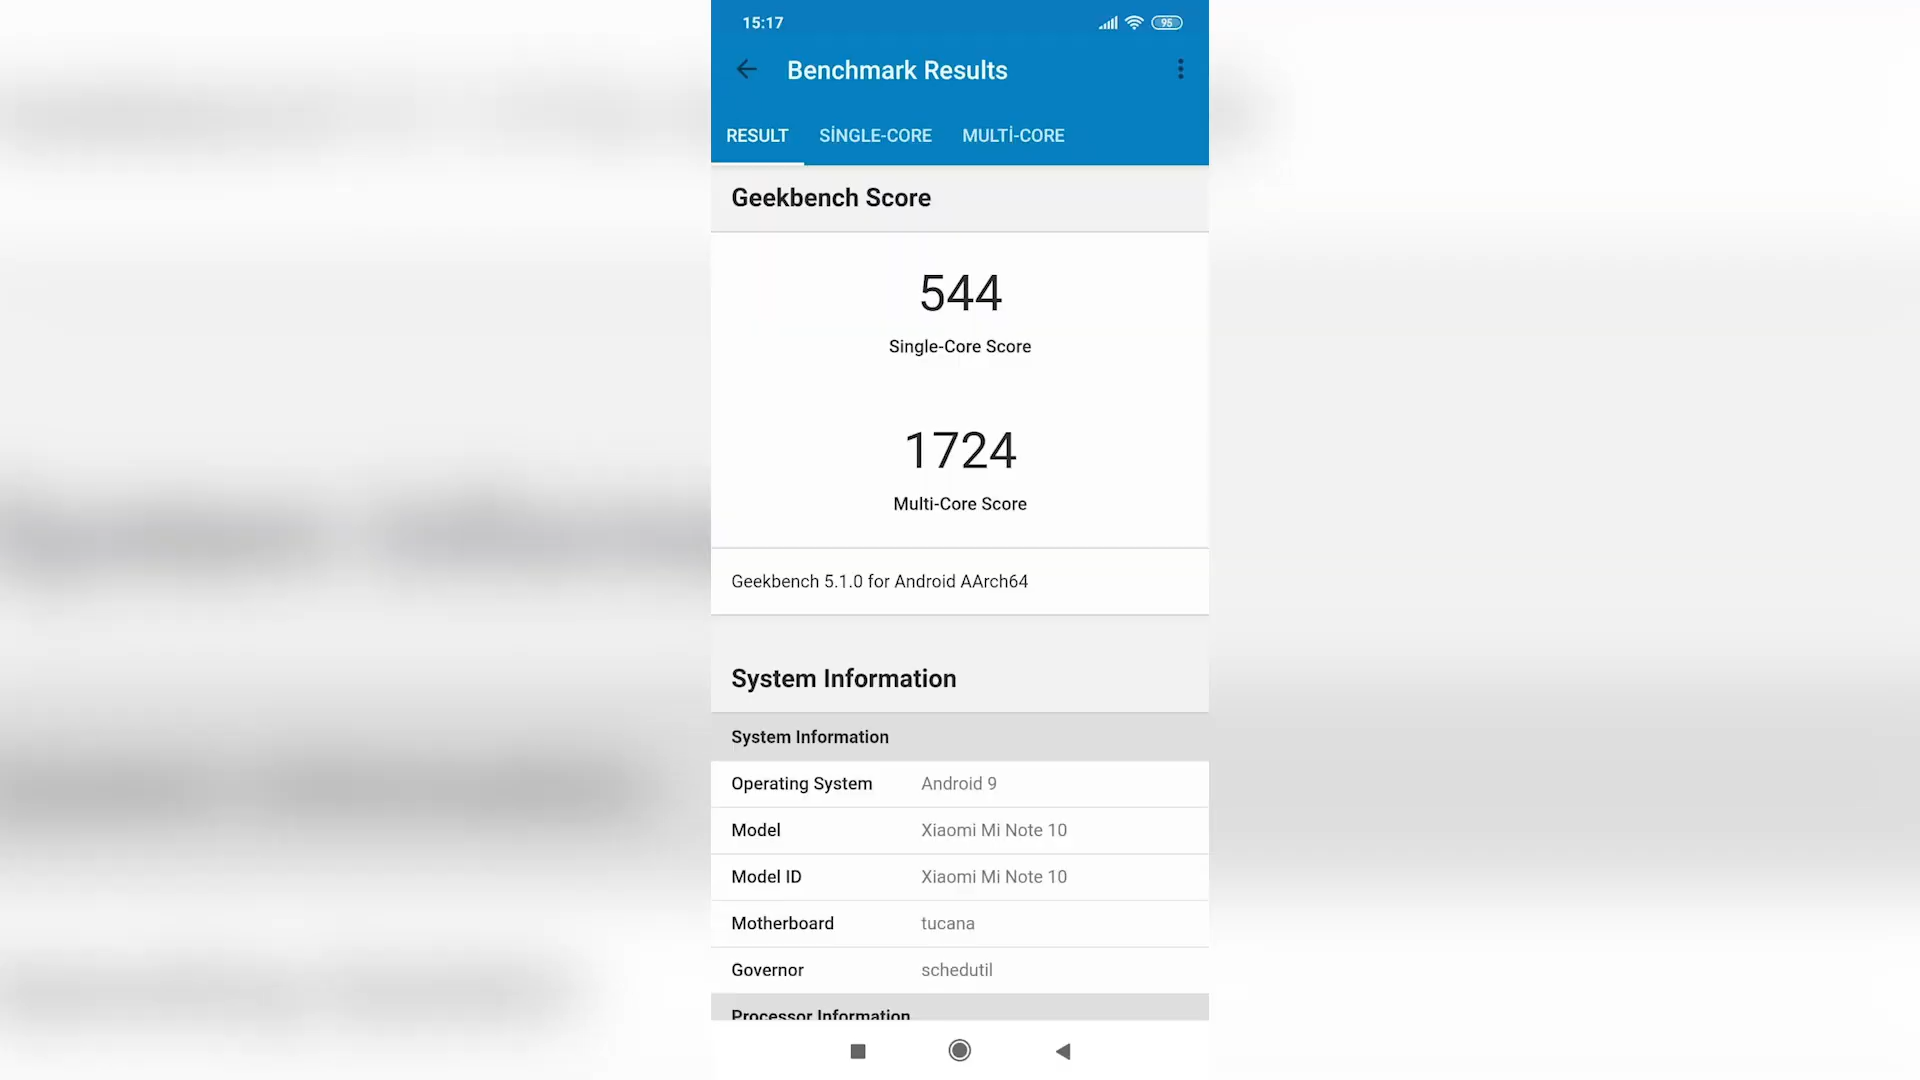 15:17
95
Benchmark Results
RESULT SİNGLE-CORE MULTİ-CORE
Geekbench Score
544
Single-Core Score
1724
Multi-Core Score
Geekbench 5.1.0 for Android AArch64
System Information
System Information
Operating System Android 9
Model Xiaomi Mi Note 10
Model ID Xiaomi Mi Note 10
Motherboard tucana
Governor schedutil
Processor Information